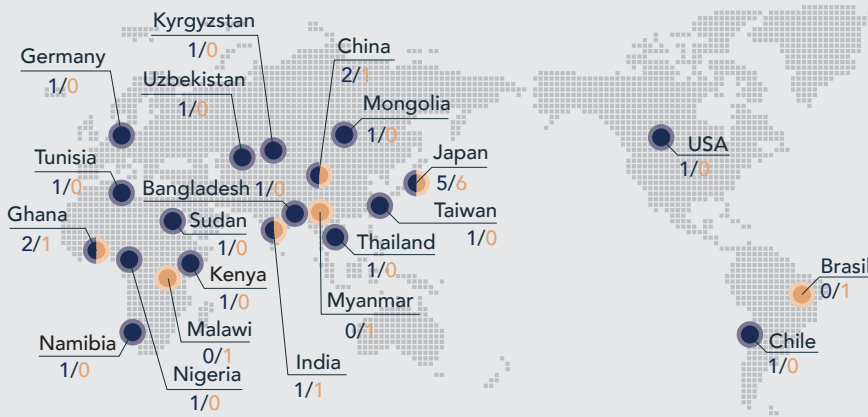 Kyrgyzstan
1/0
Germany
1/0
China
2/1
Uzbekistan
1/0
Mongolia
1/0
USA
1/0
Tunisia
1/0
Japan
5/6
Bangladesh 1/0
Ghana
2/1
Sudan
1/0
Taiwan
1/0
Thailand
1/0
Kenya
1/0
Brasil
0/1
Myanmar
0/1
Malawi
0/1
Namibia
1/0
Chile
1/0
India
1/1
Nigeria
1/0